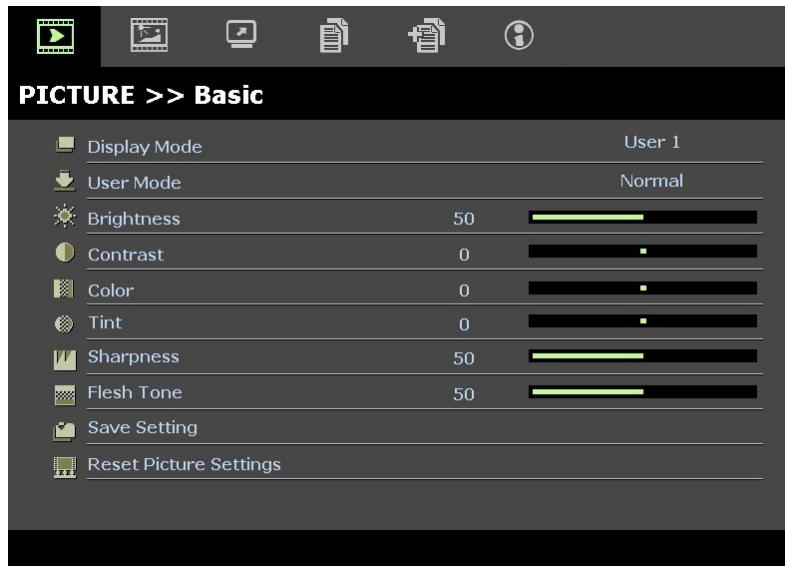 PICTURE >> Basic
Display Mode User 1
User Mode Normal
Brightness 50
Contrast 0
Color 0
Tint 0
Sharpness 50
Flesh Tone 50
Save Setting
Reset Picture Settings